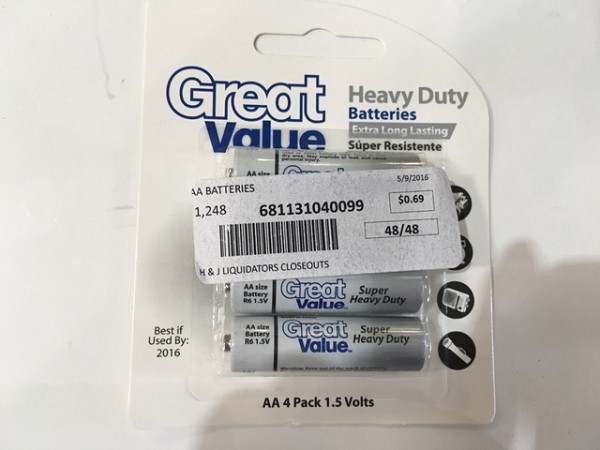 Great
Value
Heavy Duty
Batteries
Extra Long Lasting
Súper Resistente
AA size
Great
AA BATTERIES
5/9/2016
1,248
681131040099
$0.69
48/48
H & J LIQUIDATORS CLOSEOUTS
AA size
Battery
R6 1.5V
Great
Value
Super
Heavy Duty
AA size
Battery
R6 1.5V
Great
Value
Super
Heavy Duty
Best if
Used By:
2016
AA 4 Pack 1.5 Volts